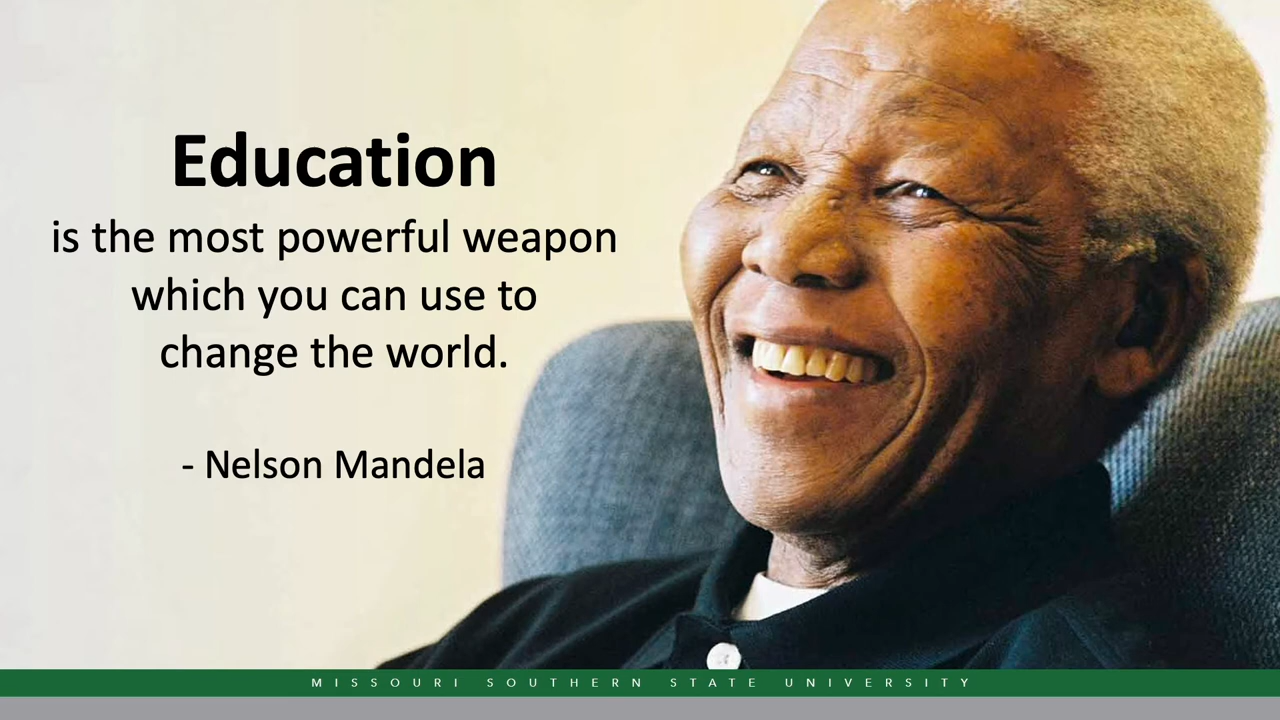 Education
is the most powerful weapon
which you can use to
change the world.
- Nelson Mandela
MISSOURI SOUTHERN STATE UNIVERSITY